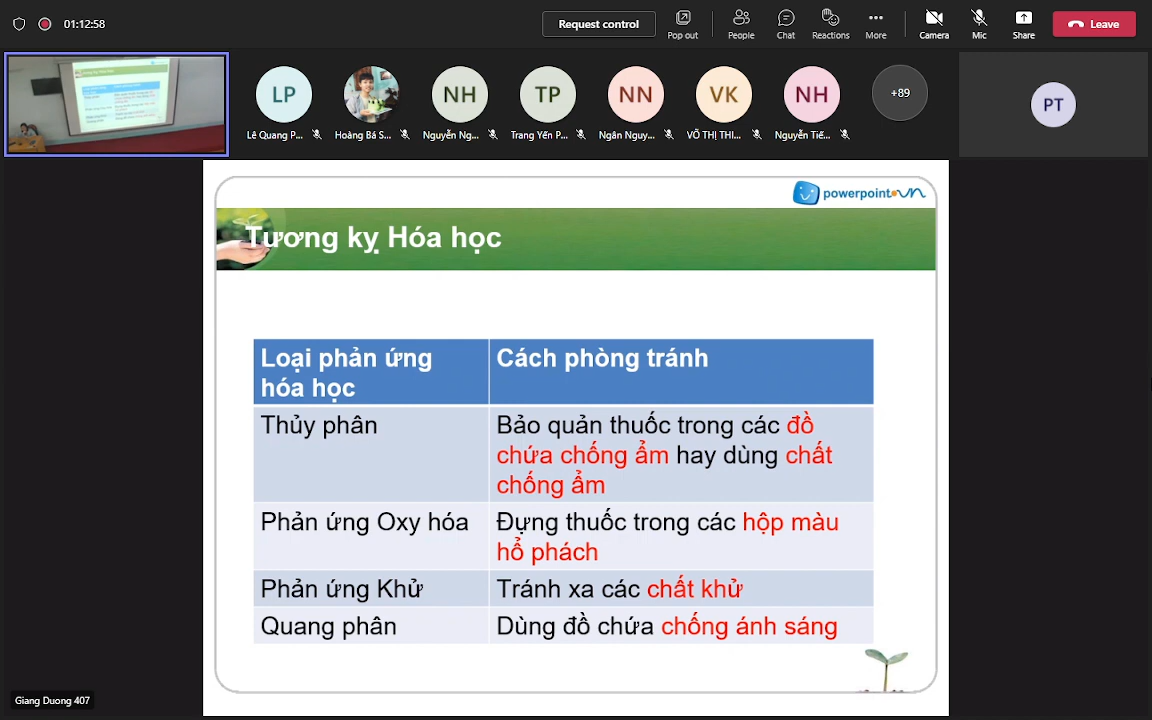 01:12:58
Request control
Pop out
People
Chat
Reactions
More
Camera
Mic
Share
Leave
LP
NH
TP
NN
VK
NH
+89
PT
Lê Quang P...
Hoàng Bá S...
Nguyễn Ng...
Trang Yến P...
Ngân Nguy...
VÕ THỊ THI...
Nguyễn Tiế...
powerpoint.vn
Tương kỵ Hóa học
Loại phản ứng
hóa học
Cách phòng tránh
Thủy phân
Bảo quản thuốc trong các đồ
chứa chống ẩm hay dùng chất
chống ẩm
Phản ứng Oxy hóa
Đựng thuốc trong các hộp màu
hổ phách
Phản ứng Khử
Tránh xa các chất khử
Quang phân
Dùng đồ chứa chống ánh sáng
Giang Duong 407